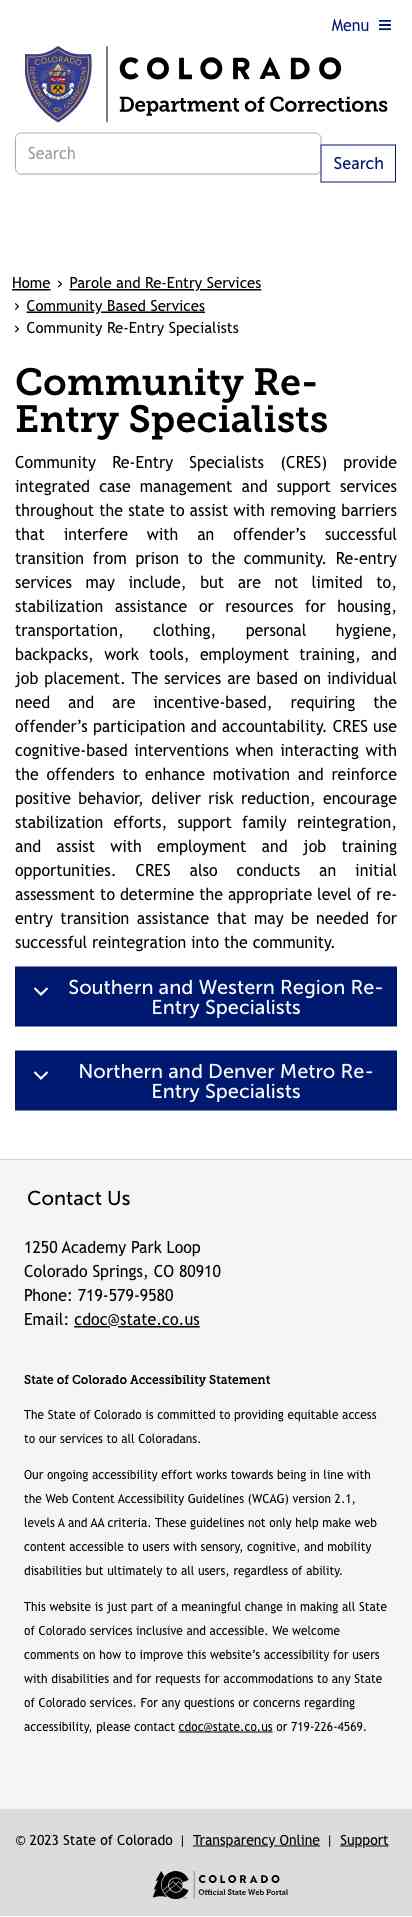 Menu
COLORADO
Department of Corrections
Search
Search
Home › Parole and Re-Entry Services
› Community Based Services
› Community Re-Entry Specialists
Community Re-
Entry Specialists
Community Re-Entry Specialists (CRES) provide
integrated case management and support services
throughout the state to assist with removing barriers
that interfere with an offender’s successful
transition from prison to the community. Re-entry
services may include, but are not limited to,
stabilization assistance or resources for housing,
transportation, clothing, personal hygiene,
backpacks, work tools, employment training, and
job placement. The services are based on individual
need and are incentive-based, requiring the
offender’s participation and accountability. CRES use
cognitive-based interventions when interacting with
the offenders to enhance motivation and reinforce
positive behavior, deliver risk reduction, encourage
stabilization efforts, support family reintegration,
and assist with employment and job training
opportunities. CRES also conducts an initial
assessment to determine the appropriate level of re-
entry transition assistance that may be needed for
successful reintegration into the community.
Southern and Western Region Re-
Entry Specialists
Northern and Denver Metro Re-
Entry Specialists
Contact Us
1250 Academy Park Loop
Colorado Springs, CO 80910
Phone: 719-579-9580
Email: cdoc@state.co.us
State of Colorado Accessibility Statement
The State of Colorado is committed to providing equitable access
to our services to all Coloradans.
Our ongoing accessibility effort works towards being in line with
the Web Content Accessibility Guidelines (WCAG) version 2.1,
levels A and AA criteria. These guidelines not only help make web
content accessible to users with sensory, cognitive, and mobility
disabilities but ultimately to all users, regardless of ability.
This website is just part of a meaningful change in making all State
of Colorado services inclusive and accessible. We welcome
comments on how to improve this website’s accessibility for users
with disabilities and for requests for accommodations to any State
of Colorado services. For any questions or concerns regarding
accessibility, please contact cdoc@state.co.us or 719-226-4569.
© 2023 State of Colorado | Transparency Online | Support
COLORADO
Official State Web Portal